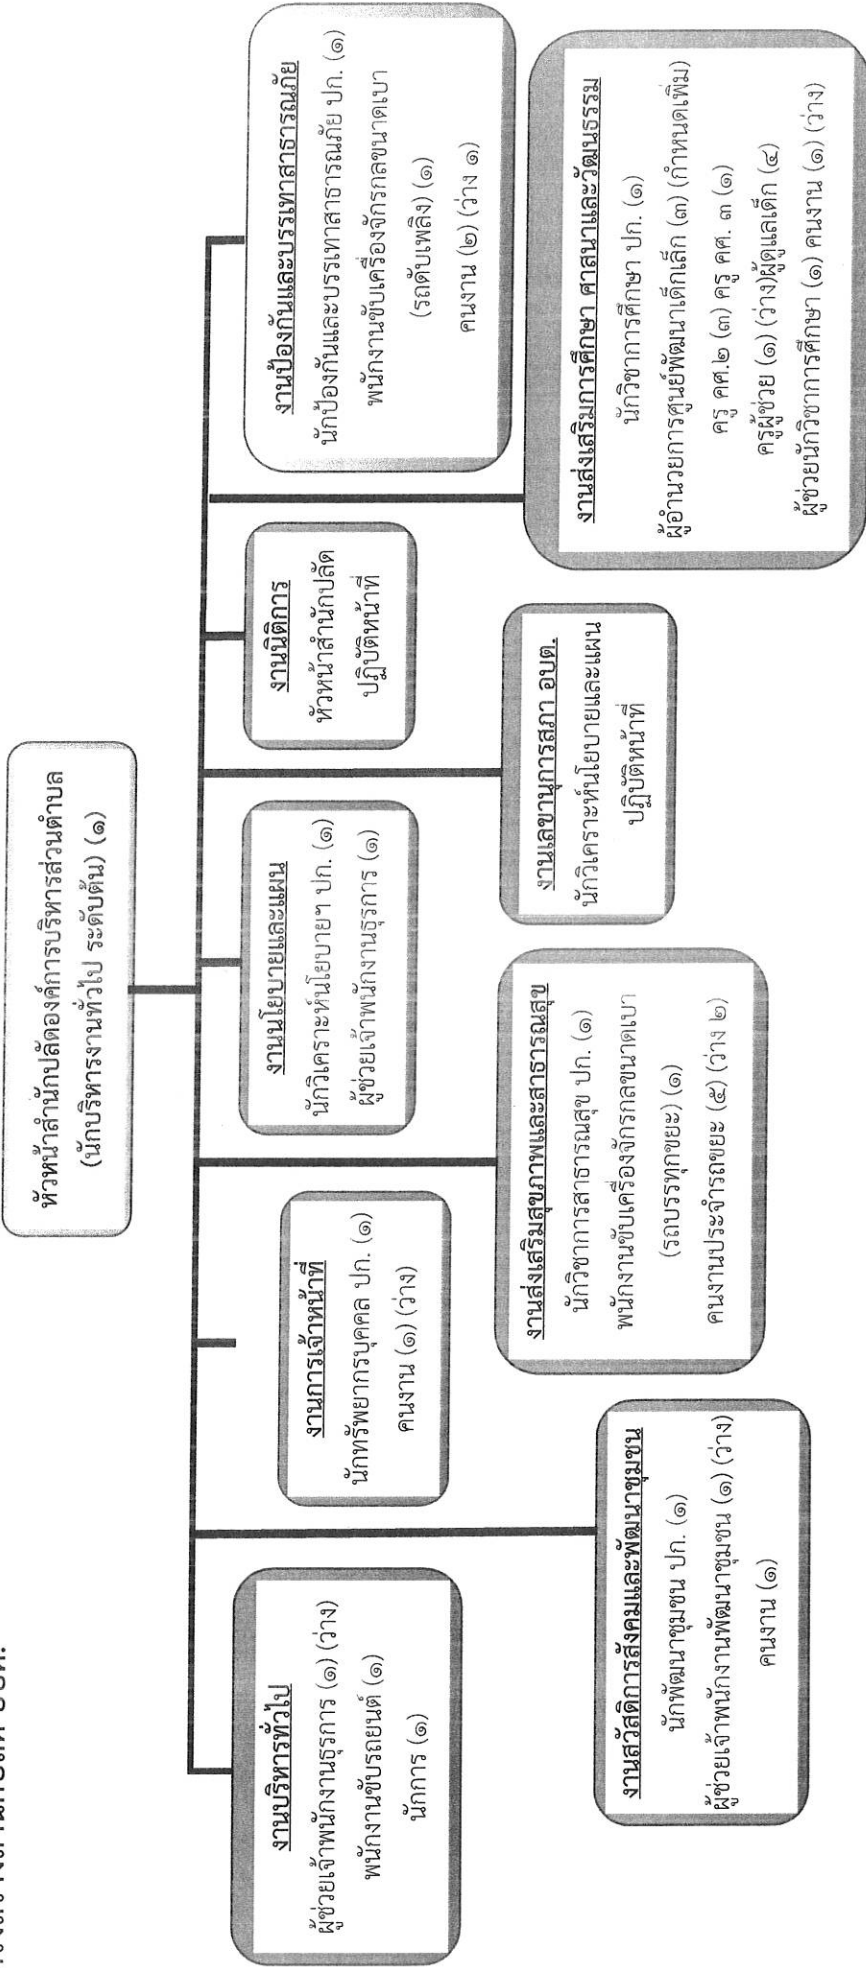 หัวหน้าสำนักปลัดองค์การบริหารส่วนตำบล
(นักบริหารงานทั่วไป ระดับต้น) (๑)
งานบริหารทั่วไป
ผู้ช่วยเจ้าพนักงานธุรการ (๑) (ว่าง)
พนักงานขับรถยนต์ (๑)
นักการ (๑)
งานการเจ้าหน้าที่
นักทรัพยากรบุคคล ปก. (๑)
คนงาน (๑) (ว่าง)
งานนโยบายและแผน
นักวิเคราะห์นโยบายฯ ปก. (๑)
ผู้ช่วยเจ้าพนักงานธุรการ (๑)
งานนิติการ
หัวหน้าสำนักปลัด
ปฏิบัติหน้าที่
งานป้องกันและบรรเทาสาธารณภัย
นักป้องกันและบรรเทาสาธารณภัย ปก. (๑)
พนักงานขับเครื่องจักรกลขนาดเบา
(รถดับเพลิง) (๑)
คนงาน (๒) (ว่าง ๑)
งานสวัสดิการสังคมและพัฒนาชุมชน
นักพัฒนาชุมชน ปก. (๑)
ผู้ช่วยเจ้าพนักงานพัฒนาชุมชน (๑) (ว่าง)
คนงาน (๑)
งานส่งเสริมสุขภาพและสาธารณสุข
นักวิชาการสาธารณสุข ปก. (๑)
พนักงานขับเครื่องจักรกลขนาดเบา
(รถบรรทุกขยะ) (๑)
คนงานประจำรถขยะ (๕) (ว่าง ๒)
งานเลขานุการสภา อบต.
นักวิเคราะห์นโยบายและแผน
ปฏิบัติหน้าที่
งานส่งเสริมการศึกษา ศาสนาและวัฒนธรรม
นักวิชาการศึกษา ปก. (๑)
ผู้อำนวยการศูนย์พัฒนาเด็กเล็ก (๓) (กำหนดเพิ่ม)
ครู คศ.๒ (๓) ครู คศ. ๓ (๑)
ครูผู้ช่วย (๑) (ว่าง)ผู้ดูแลเด็ก (๔)
ผู้ช่วยนักวิชาการศึกษา (๑) คนงาน (๑) (ว่าง)